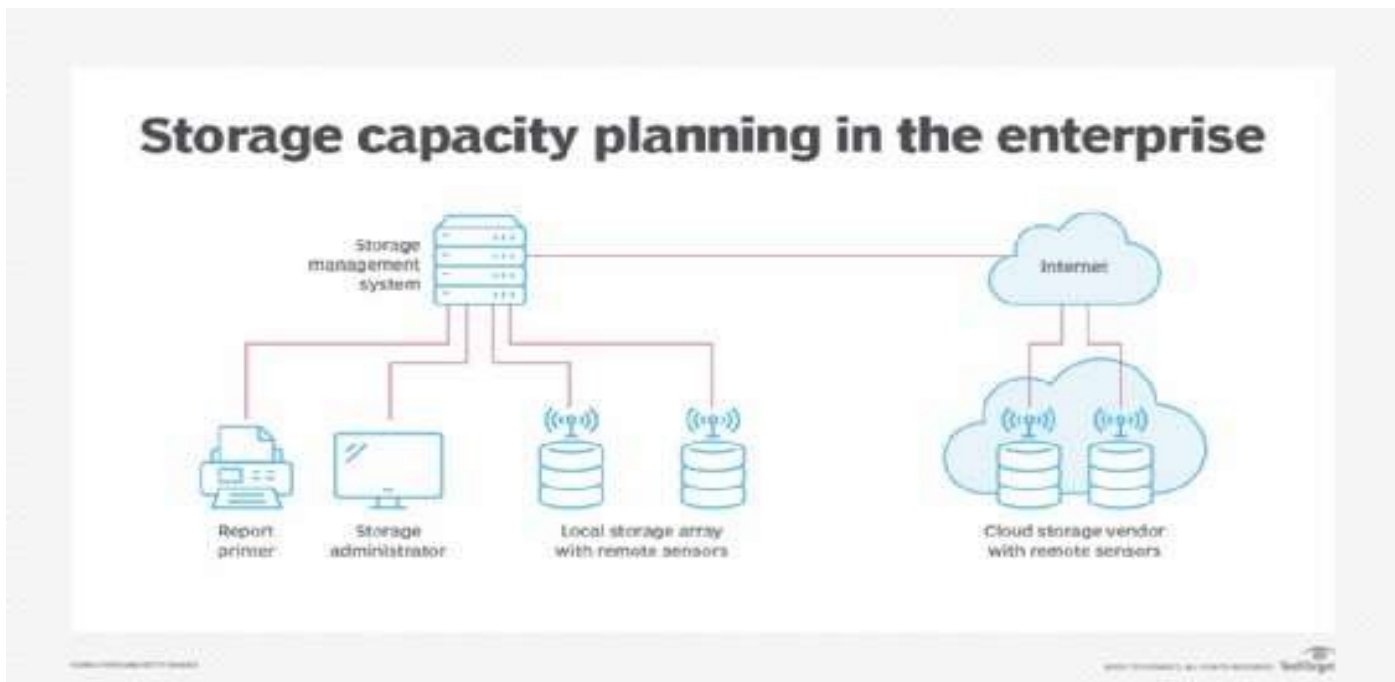 Storage capacity planning in the enterprise
Storage
management
system
Internet
Report
printer
Storage
administrator
Local storage array
with remote sensors
Cloud storage vendor
with remote sensors
TechTarget